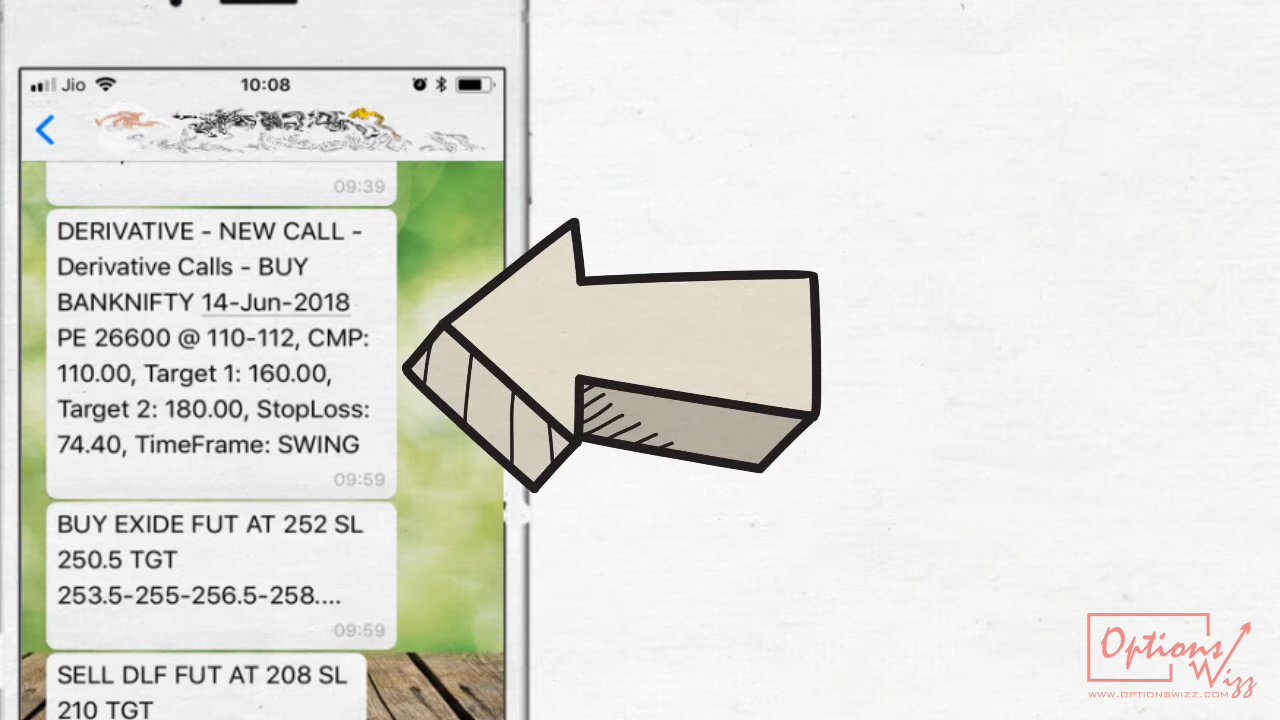 Jio 10:08
09:39
DERIVATIVE - NEW CALL -
Derivative Calls - BUY
BANKNIFTY 14-Jun-2018
PE 26600 @ 110-112, CMP:
110.00, Target 1: 160.00,
Target 2: 180.00, StopLoss:
74.40, TimeFrame: SWING
09:59
BUY EXIDE FUT AT 252 SL
250.5 TGT
253.5-255-256.5-258....
09:59
SELL DLF FUT AT 208 SL
210 TGT
Options
Wizz
WWW.OPTIONSWIZZ.COM